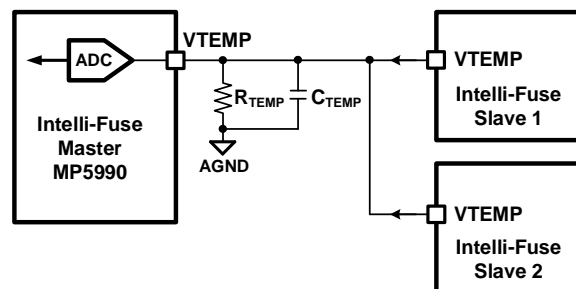 ADC
VTEMP
Intelli-Fuse
Master
MP5990
RTEMP
CTEMP
AGND
VTEMP
Intelli-Fuse
Slave 1
VTEMP
Intelli-Fuse
Slave 2